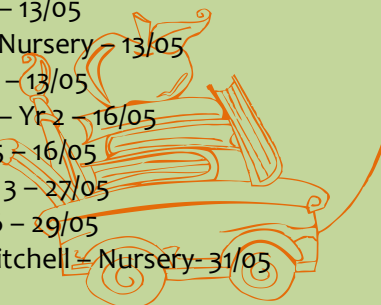 – 13/05
Nursery – 13/05
– 13/05
– Yr 2 – 16/05
– 16/05
3 – 27/05
– 29/05
itchell – Nursery- 31/05